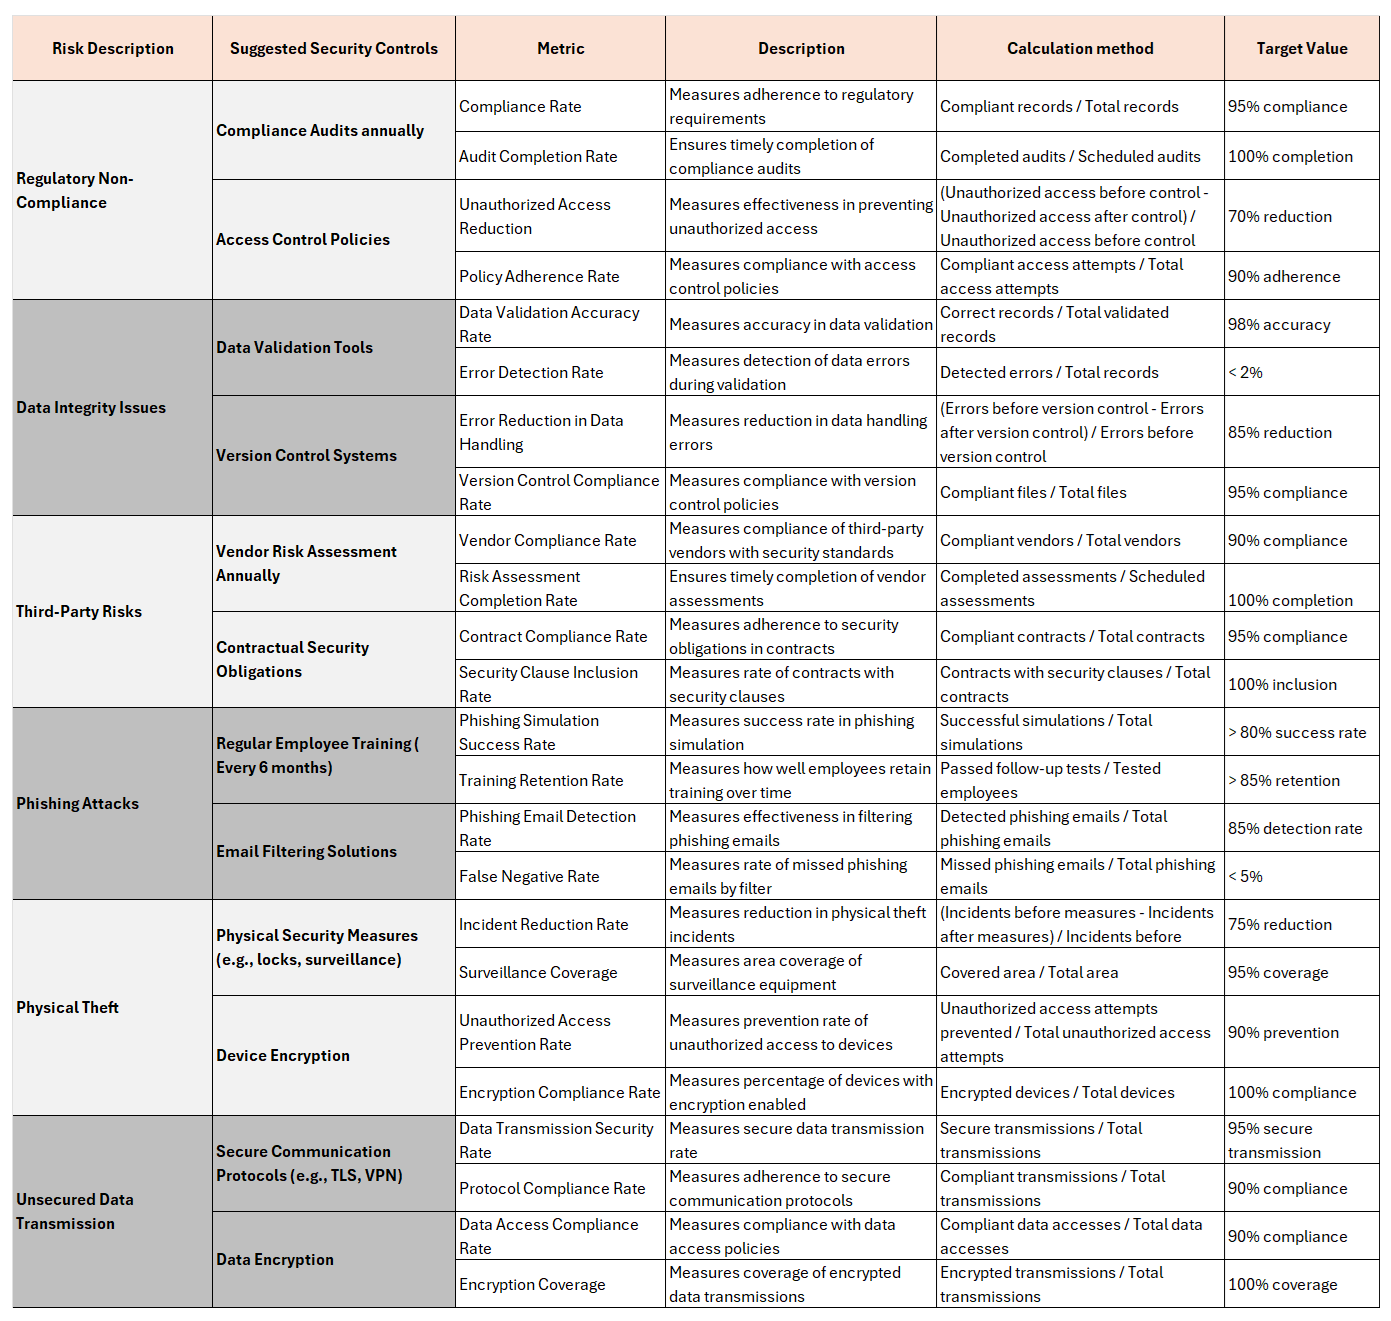 Risk Description
Suggested Security Controls
Metric
Description
Calculation method
Target Value
Regulatory Non-
Compliance
Compliance Audits annually
Compliance Rate
Measures adherence to regulatory
requirements
Compliant records / Total records
95% compliance
Audit Completion Rate
Ensures timely completion of
compliance audits
Completed audits / Scheduled audits
100% completion
Access Control Policies
Unauthorized Access
Reduction
Measures effectiveness in preventing
unauthorized access
(Unauthorized access before control -
Unauthorized access after control) /
Unauthorized access before control
70% reduction
Policy Adherence Rate
Measures compliance with access
control policies
Compliant access attempts / Total
access attempts
90% adherence
Data Integrity Issues
Data Validation Tools
Data Validation Accuracy
Rate
Measures accuracy in data validation
Correct records / Total validated
records
98% accuracy
Error Detection Rate
Measures detection of data errors
during validation
Detected errors / Total records
< 2%
Version Control Systems
Error Reduction in Data
Handling
Measures reduction in data handling
errors
(Errors before version control - Errors
after version control) / Errors before
version control
85% reduction
Version Control Compliance
Rate
Measures compliance with version
control policies
Compliant files / Total files
95% compliance
Third-Party Risks
Vendor Risk Assessment
Annually
Vendor Compliance Rate
Measures compliance of third-party
vendors with security standards
Compliant vendors / Total vendors
90% compliance
Risk Assessment
Completion Rate
Ensures timely completion of vendor
assessments
Completed assessments / Scheduled
assessments
100% completion
Contractual Security
Obligations
Contract Compliance Rate
Measures adherence to security
obligations in contracts
Compliant contracts / Total contracts
95% compliance
Security Clause Inclusion
Rate
Measures rate of contracts with
security clauses
Contracts with security clauses / Total
contracts
100% inclusion
Phishing Attacks
Regular Employee Training (
Every 6 months)
Phishing Simulation
Success Rate
Measures success rate in phishing
simulation
Successful simulations / Total
simulations
> 80% success rate
Training Retention Rate
Measures how well employees retain
training over time
Passed follow-up tests / Tested
employees
> 85% retention
Email Filtering Solutions
Phishing Email Detection
Rate
Measures effectiveness in filtering
phishing emails
Detected phishing emails / Total
phishing emails
85% detection rate
False Negative Rate
Measures rate of missed phishing
emails by filter
Missed phishing emails / Total phishing
emails
< 5%
Physical Theft
Physical Security Measures
(e.g., locks, surveillance)
Incident Reduction Rate
Measures reduction in physical theft
incidents
(Incidents before measures - Incidents
after measures) / Incidents before
75% reduction
Surveillance Coverage
Measures area coverage of
surveillance equipment
Covered area / Total area
95% coverage
Device Encryption
Unauthorized Access
Prevention Rate
Measures prevention rate of
unauthorized access to devices
Unauthorized access attempts
prevented / Total unauthorized access
attempts
90% prevention
Encryption Compliance Rate
Measures percentage of devices with
encryption enabled
Encrypted devices / Total devices
100% compliance
Unsecured Data
Transmission
Secure Communication
Protocols (e.g., TLS, VPN)
Data Transmission Security
Rate
Measures secure data transmission
rate
Secure transmissions / Total
transmissions
95% secure
transmission
Protocol Compliance Rate
Measures adherence to secure
communication protocols
Compliant transmissions / Total
transmissions
90% compliance
Data Encryption
Data Access Compliance
Rate
Measures compliance with data
access policies
Compliant data accesses / Total data
accesses
90% compliance
Encryption Coverage
Measures coverage of encrypted
data transmissions
Encrypted transmissions / Total
transmissions
100% coverage